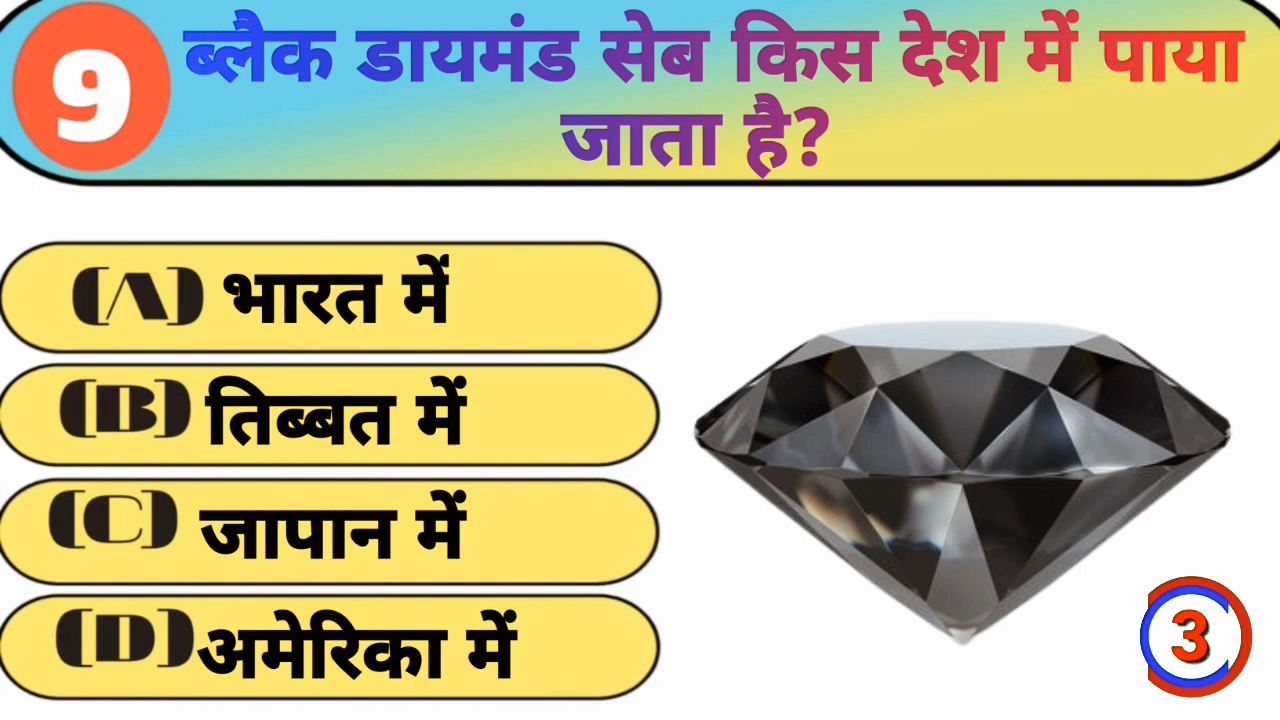 9
ब्लैक डायमंड सेब किस देश में पाया
जाता है?
(A) भारत में
(B) तिब्बत में
(C) जापान में
(D) अमेरिका में
3